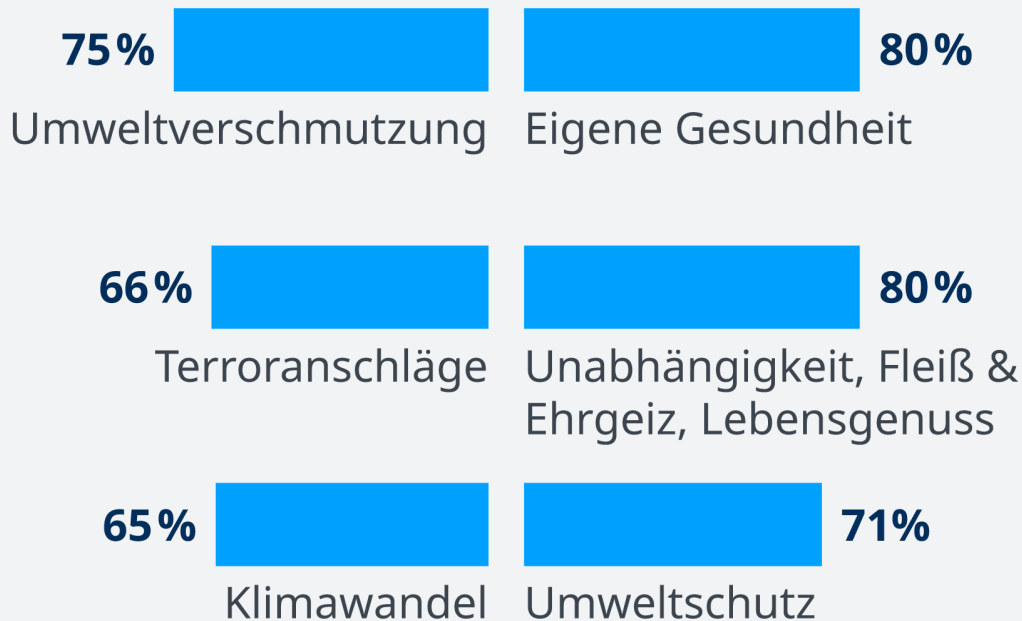 75% 80%
Umweltverschmutzung Eigene Gesundheit
66% 80%
Terroranschläge Unabhängigkeit, Fleiß &
Ehrgeiz, Lebensgenuss
65% 71%
Klimawandel Umweltschutz